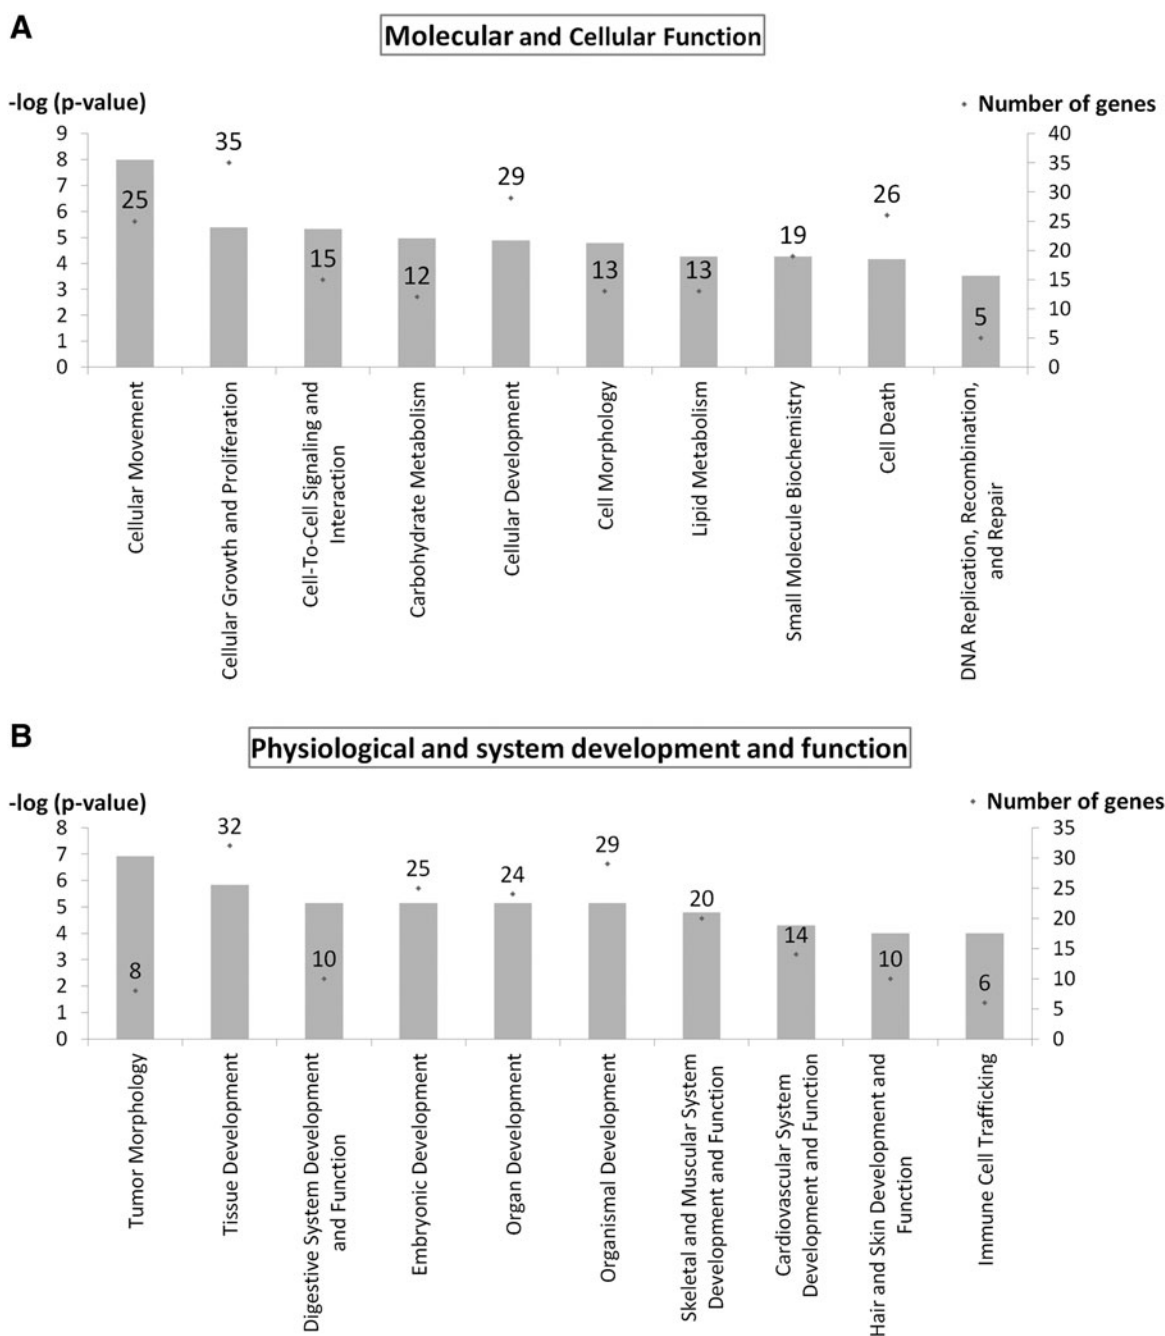 A
Molecular and Cellular Function
-log (p-value)
Number of genes
9
8
7
6
5
4
3
2
1
0
40
35
30
25
20
15
10
5
0
25
35
15
12
29
13
13
19
26
5
Cellular Movement
Cellular Growth and Proliferation
Cell-To-Cell Signaling and
Interaction
Carbohydrate Metabolism
Cellular Development
Cell Morphology
Lipid Metabolism
Small Molecule Biochemistry
Cell Death
DNA Replication, Recombination,
and Repair
B
Physiological and system development and function
-log (p-value)
Number of genes
8
7
6
5
4
3
2
1
0
35
30
25
20
15
10
5
0
8
32
10
25
24
29
20
14
10
6
Tumor Morphology
Tissue Development
Digestive System Development
and Function
Embryonic Development
Organ Development
Organismal Development
Skeletal and Muscular System
Development and Function
Cardiovascular System
Development and Function
Hair and Skin Development and
Function
Immune Cell Trafficking